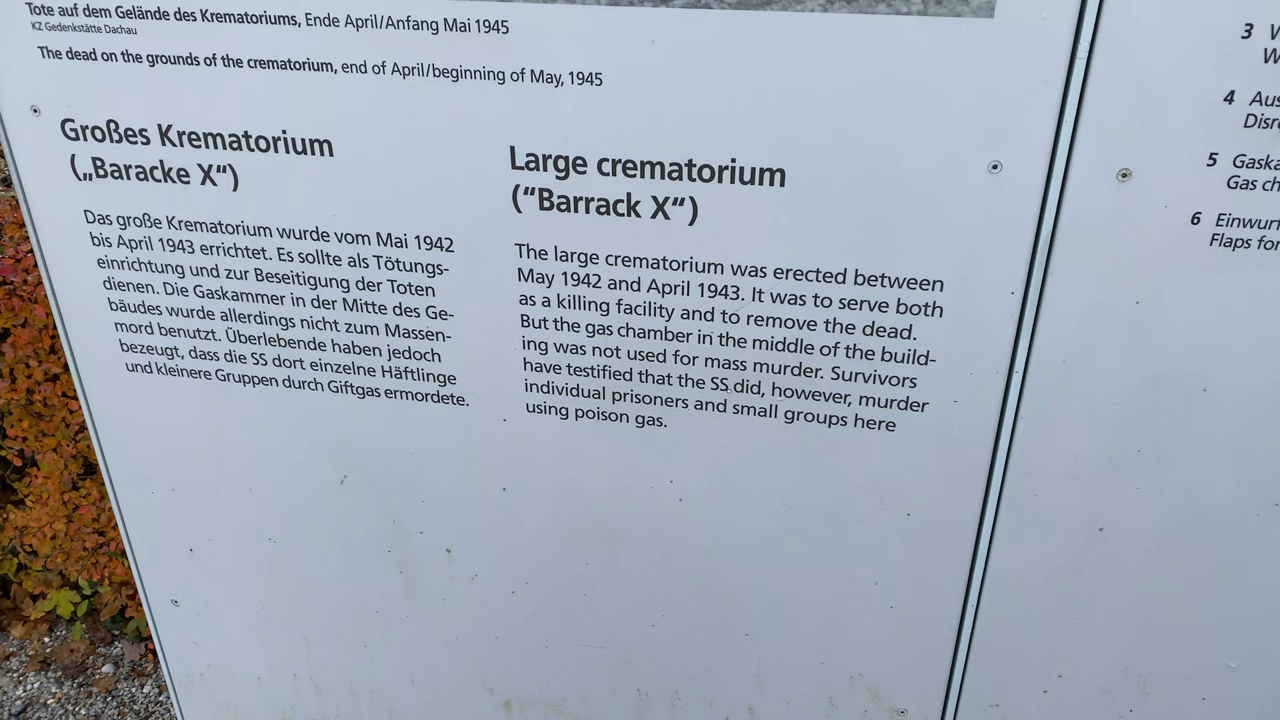 Tote auf dem Gelände des Krematoriums, Ende April/Anfang Mai 1945
KZ Gedenkstätte Dachau
The dead on the grounds of the crematorium, end of April/beginning of May, 1945
Großes Krematorium
(„Baracke X“)
Das große Krematorium wurde vom Mai 1942
bis April 1943 errichtet. Es sollte als Tötungs-
einrichtung und zur Beseitigung der Toten
dienen. Die Gaskammer in der Mitte des Ge-
bäudes wurde allerdings nicht zum Massen-
mord benutzt. Überlebende haben jedoch
bezeugt, dass die SS dort einzelne Häftlinge
und kleinere Gruppen durch Giftgas ermordete.
Large crematorium
(“Barrack X“)
The large crematorium was erected between
May 1942 and April 1943. It was to serve both
as a killing facility and to remove the dead.
But the gas chamber in the middle of the build-
ing was not used for mass murder. Survivors
have testified that the SS did, however, murder
individual prisoners and small groups here
using poison gas.
3
4
5
Gas
6
Flaps for